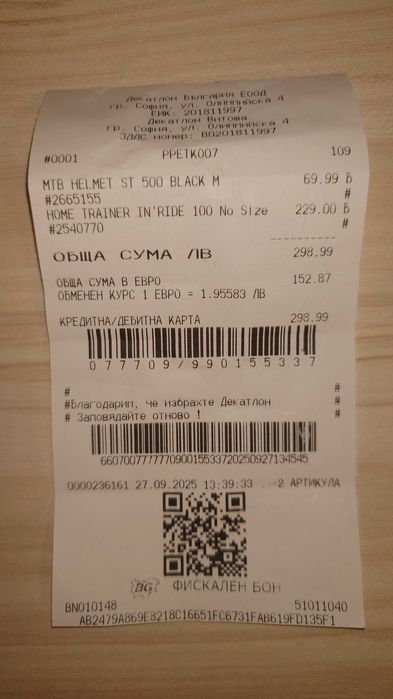 Декатлон България ЕООД
гр. София, ул. Олимпийска 4
ЕИК: 201811997
Декатлон Витоша
гр. София, ул. Олимпийска 4
ЗДДС номер: BG201811997
#0001 PPETK007 109
MTB HELMET ST 500 BLACK M 69.99 Б
#2665155 #
HOME TRAINER IN'RIDE 100 No Size 229.00 Б
#2540770 #
ОБЩА СУМА ЛВ 298.99
ОБЩА СУМА В ЕВРО 152.87
ОБМЕНЕН КУРС 1 ЕВРО = 1.95583 ЛВ
КРЕДИТНА/ДЕБИТНА КАРТА 298.99
077709/990155337
# #
#Благодарим, че избрахте Декатлон #
# Заповядайте отново ! #
66070077777090015533720250927134545
0000236161 27.09.2025 13:39:33 2 АРТИКУЛА
BG ФИСКАЛЕН БОН
BN010148 51011040
AB2479A869E8218C16651FC6731FAB619FD135F1